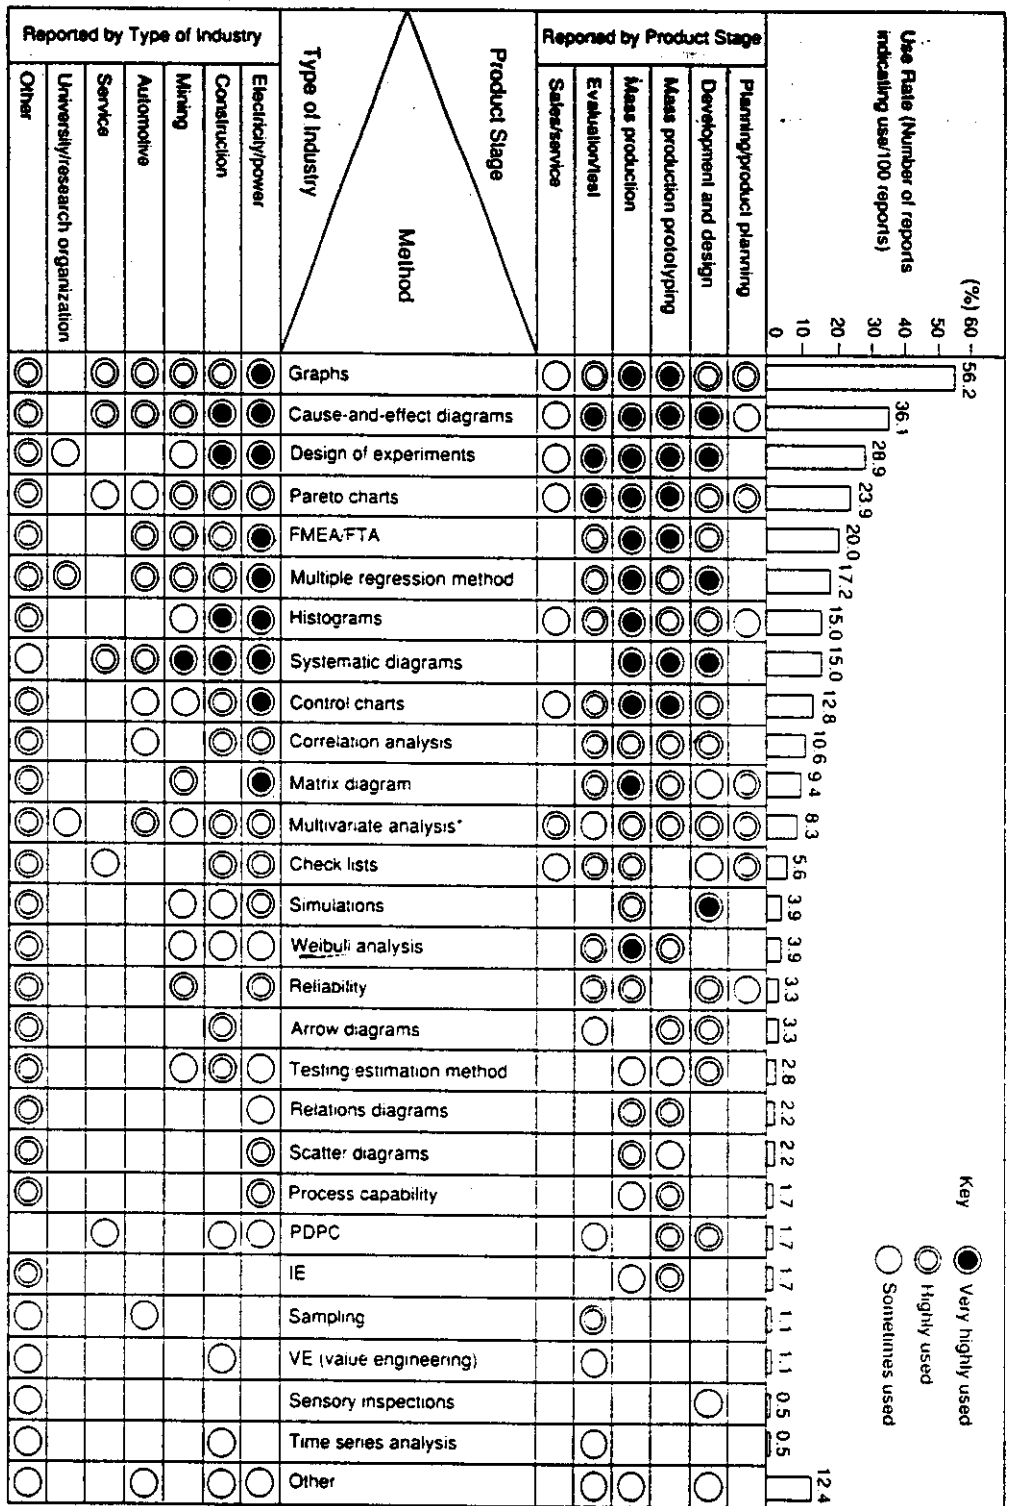 Use Rate (Number of reports
indicating use/100 reports)
(%) 60
50
40
30
20
10
0
Key
Very highly used
Highly used
Sometimes used
56.2
36.1
28.9
23.9
20.0
17.2
15.0
15.0
12.8
10.6
9.4
8.3
5.6
3.9
3.9
3.3
3.3
2.8
2.2
2.2
1.7
1.7
1.7
1.1
1.1
0.5
0.5
12.4
Reported by Product Stage
Planning/product planning
Development and design
Mass production prototyping
Mass production
Evaluation/test
Sales/service
Product Stage
Method
Type of Industry
Reported by Type of Industry
Electricity/power
Construction
Mining
Automotive
Service
University/research organization
Other
Graphs
Cause-and-effect diagrams
Design of experiments
Pareto charts
FMEA/FTA
Multiple regression method
Histograms
Systematic diagrams
Control charts
Correlation analysis
Matrix diagram
Multivariate analysis*
Check lists
Simulations
Weibull analysis
Reliability
Arrow diagrams
Testing estimation method
Relations diagrams
Scatter diagrams
Process capability
PDPC
IE
Sampling
VE (value engineering)
Sensory inspections
Time series analysis
Other